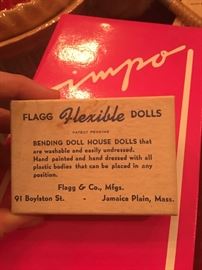 impo
FLAGG Flexible DOLLS
PATENT PENDING
BENDING DOLL HOUSE DOLLS that
are washable and easily undressed.
Hand painted and hand dressed with all
plastic bodies that can be placed in any
position.
Flagg & Co., Mfgs.
91 Boylston St. - Jamaica Plain, Mass.